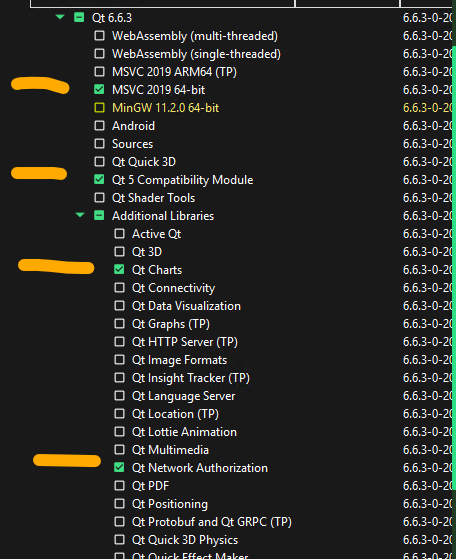 Qt 6.6.3 6.6.3-0-20
WebAssembly (multi-threaded) 6.6.3-0-20
WebAssembly (single-threaded) 6.6.3-0-20
MSVC 2019 ARM64 (TP) 6.6.3-0-20
MSVC 2019 64-bit 6.6.3-0-20
MinGW 11.2.0 64-bit 6.6.3-0-20
Android 6.6.3-0-20
Sources 6.6.3-0-20
Qt Quick 3D 6.6.3-0-20
Qt 5 Compatibility Module 6.6.3-0-20
Qt Shader Tools 6.6.3-0-20
Additional Libraries 6.6.3-0-20
Active Qt 6.6.3-0-20
Qt 3D 6.6.3-0-20
Qt Charts 6.6.3-0-20
Qt Connectivity 6.6.3-0-20
Qt Data Visualization 6.6.3-0-20
Qt Graphs (TP) 6.6.3-0-20
Qt HTTP Server (TP) 6.6.3-0-20
Qt Image Formats 6.6.3-0-20
Qt Insight Tracker (TP) 6.6.3-0-20
Qt Language Server 6.6.3-0-20
Qt Location (TP) 6.6.3-0-20
Qt Lottie Animation 6.6.3-0-20
Qt Multimedia 6.6.3-0-20
Qt Network Authorization 6.6.3-0-20
Qt PDF 6.6.3-0-20
Qt Positioning 6.6.3-0-20
Qt Protobuf and Qt GRPC (TP) 6.6.3-0-20
Qt Quick 3D Physics 6.6.3-0-20
Qt Quick Effect Maker 6.6.3-0-20